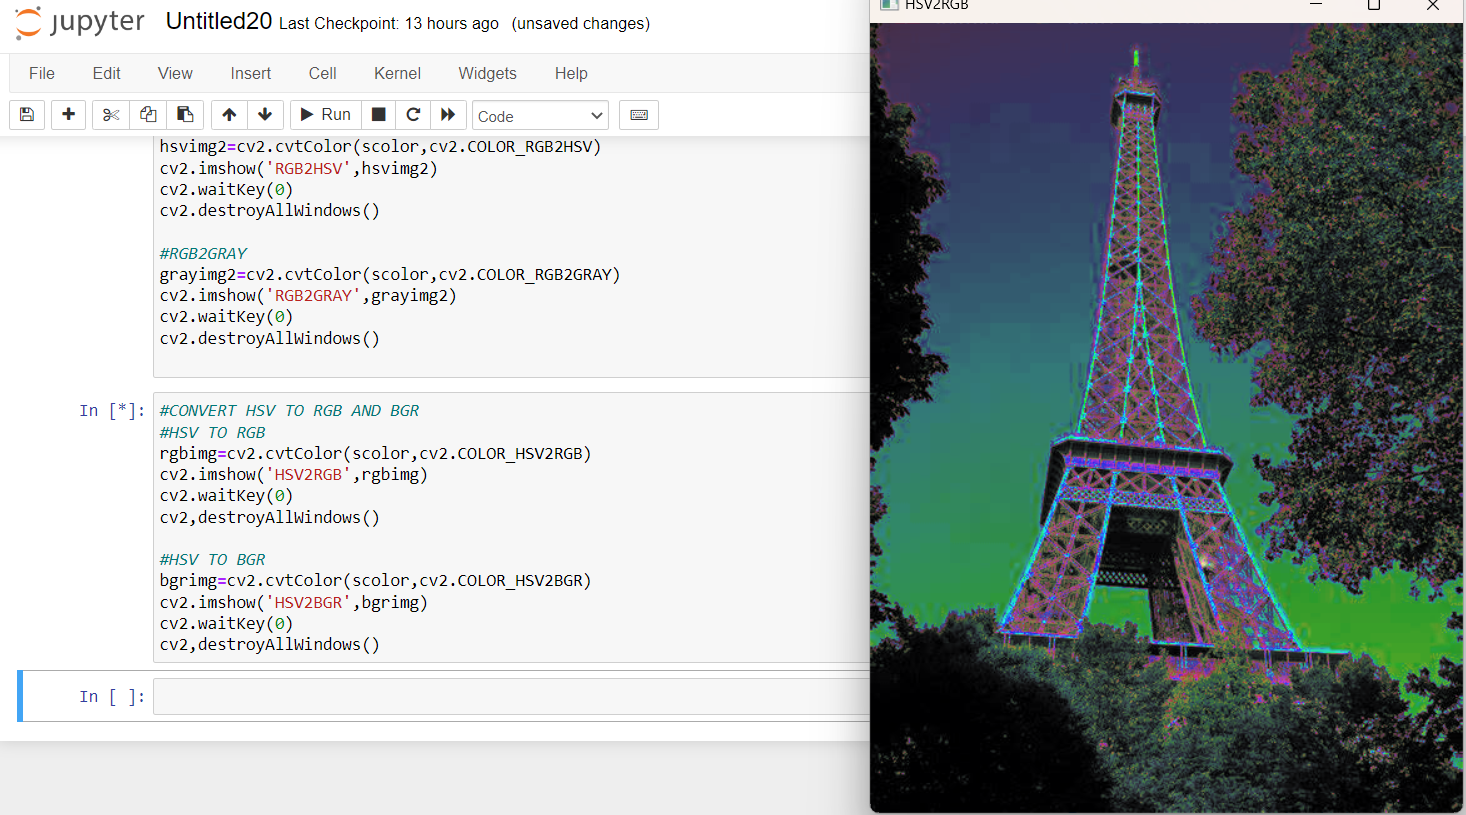 jupyter Untitled20 Last Checkpoint: 13 hours ago (unsaved changes)
HSV2RGB
File Edit View Insert Cell Kernel Widgets Help
Run Code
hsvimg2=cv2.cvtColor(scolor,cv2.COLOR_RGB2HSV)
cv2.imshow('RGB2HSV',hsvimg2)
cv2.waitKey(0)
cv2.destroyAllWindows()
#RGB2GRAY
grayimg2=cv2.cvtColor(scolor,cv2.COLOR_RGB2GRAY)
cv2.imshow('RGB2GRAY',grayimg2)
cv2.waitKey(0)
cv2.destroyAllWindows()
In [*]: #CONVERT HSV TO RGB AND BGR
#HSV TO RGB
rgbimg=cv2.cvtColor(scolor,cv2.COLOR_HSV2RGB)
cv2.imshow('HSV2RGB',rgbimg)
cv2.waitKey(0)
cv2,destroyAllWindows()
#HSV TO BGR
bgrimg=cv2.cvtColor(scolor,cv2.COLOR_HSV2BGR)
cv2.imshow('HSV2BGR',bgrimg)
cv2.waitKey(0)
cv2,destroyAllWindows()
In [ ]: